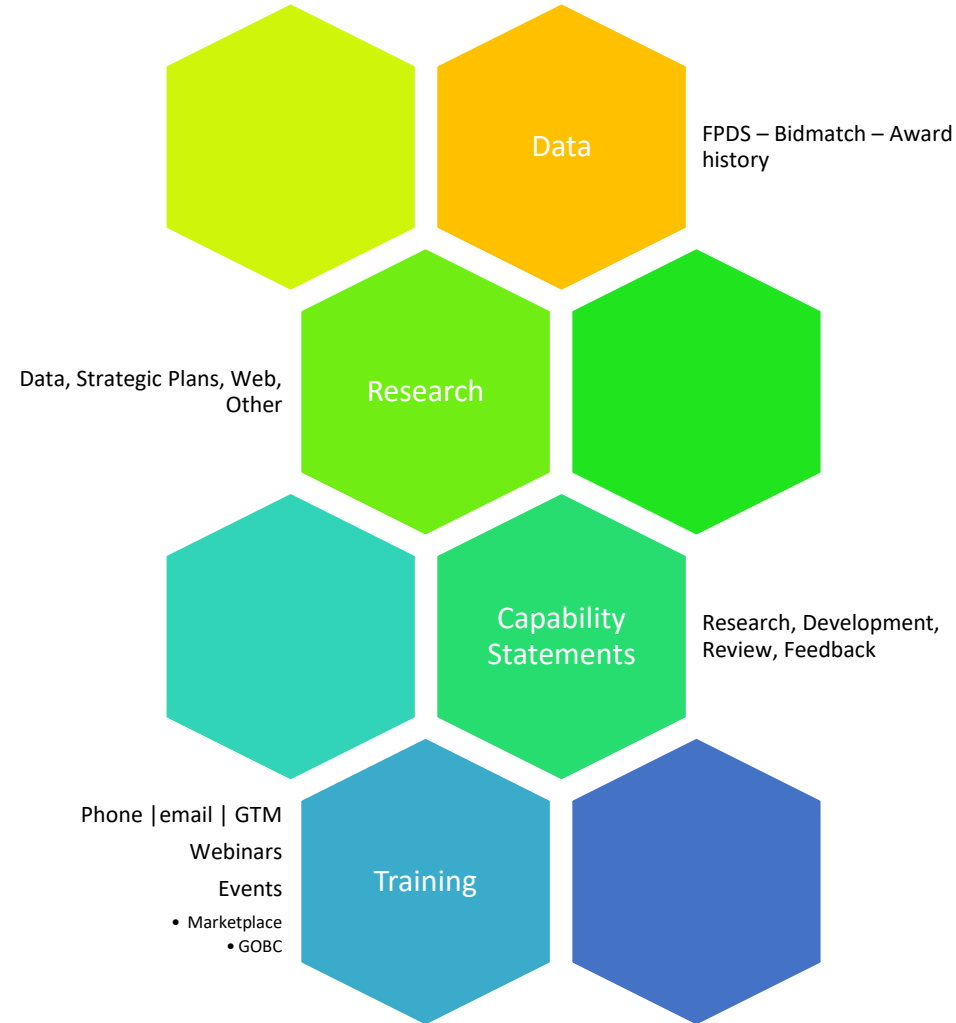 Data
FPDS – Bidmatch – Award
history
Data, Strategic Plans, Web,
Other
Research
Capability
Statements
Research, Development,
Review, Feedback
Phone |email | GTM
Webinars
Events
• Marketplace
• GOBC
Training